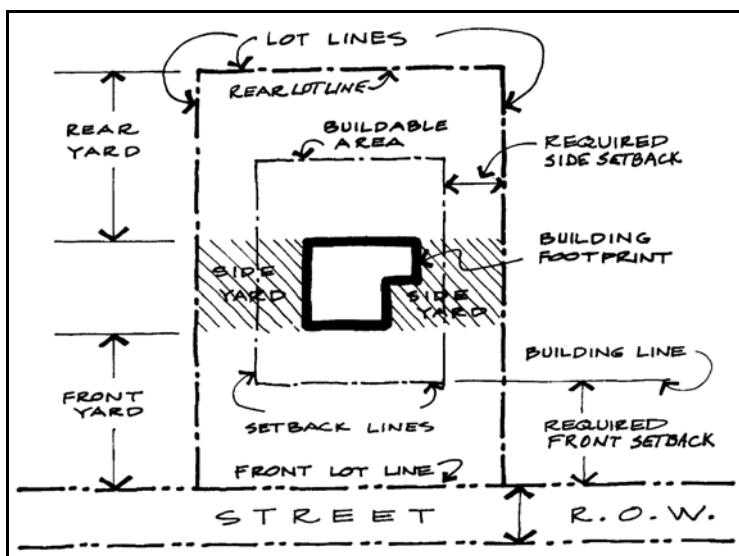 LOT LINES
REAR LOT LINE
REAR
YARD
BUILDABLE
AREA
REQUIRED
SIDE SETBACK
BUILDING
FOOTPRINT
SIDE
YARD
SIDE
YARD
BUILDING LINE
FRONT
YARD
SETBACK LINES
REQUIRED
FRONT SETBACK
FRONT LOT LINE
STREET R.O.W.